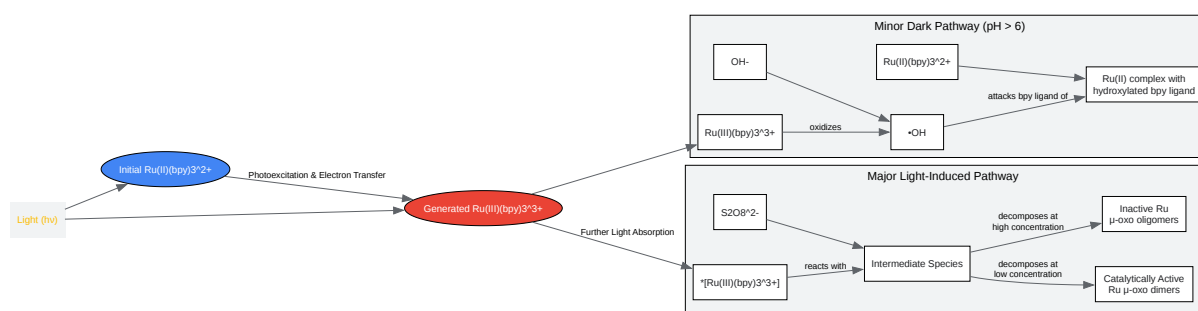 Minor Dark Pathway (pH > 6)
OH-
Ru(II)(bpy)3^2+
Ru(II) complex with
hydroxylated bpy ligand
attacks bpy ligand of
Ru(III)(bpy)3^3+
oxidizes
•OH
Initial Ru(II)(bpy)3^2+
Photoexcitation & Electron Transfer
Light (hν)
Generated Ru(III)(bpy)3^3+
Further Light Absorption
Major Light-Induced Pathway
S2O8^2-
decomposes at
high concentration
Inactive Ru
μ-oxo oligomers
*[Ru(III)(bpy)3^3+]
reacts with
Intermediate Species
decomposes at
low concentration
Catalytically Active
Ru μ-oxo dimers